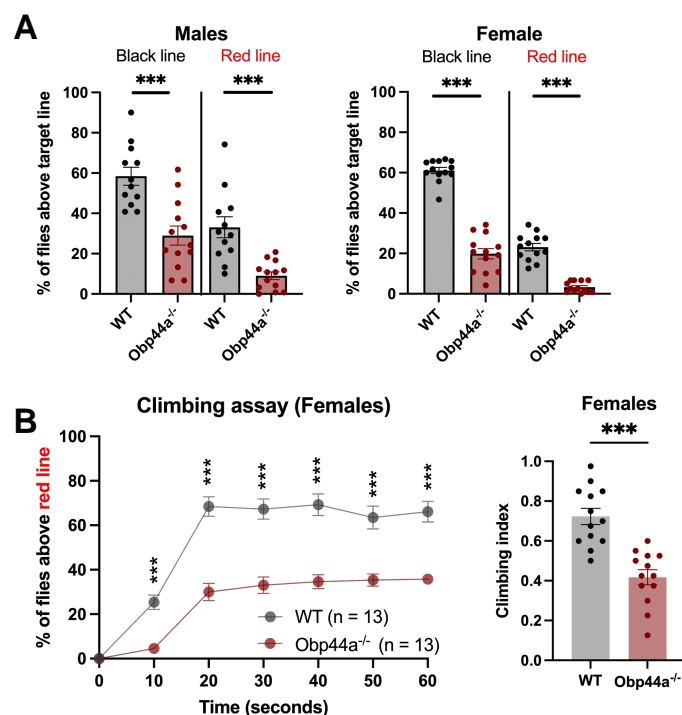 A
Males
Black line
Red line
***
***
% of flies above target line
100
80
60
40
20
0
WT
Obp44a-/-
WT
Obp44a-/-
Female
Black line
Red line
***
***
% of flies above target line
100
80
60
40
20
0
WT
Obp44a-/-
WT
Obp44a-/-
B
Climbing assay (Females)
% of flies above red line
100
80
60
40
20
0
***
***
***
***
***
***
WT (n = 13)
Obp44a-/- (n = 13)
0 10 20 30 40 50 60
Time (seconds)
Females
***
Climbing index
1.0
0.8
0.6
0.4
0.2
0.0
WT Obp44a-/-